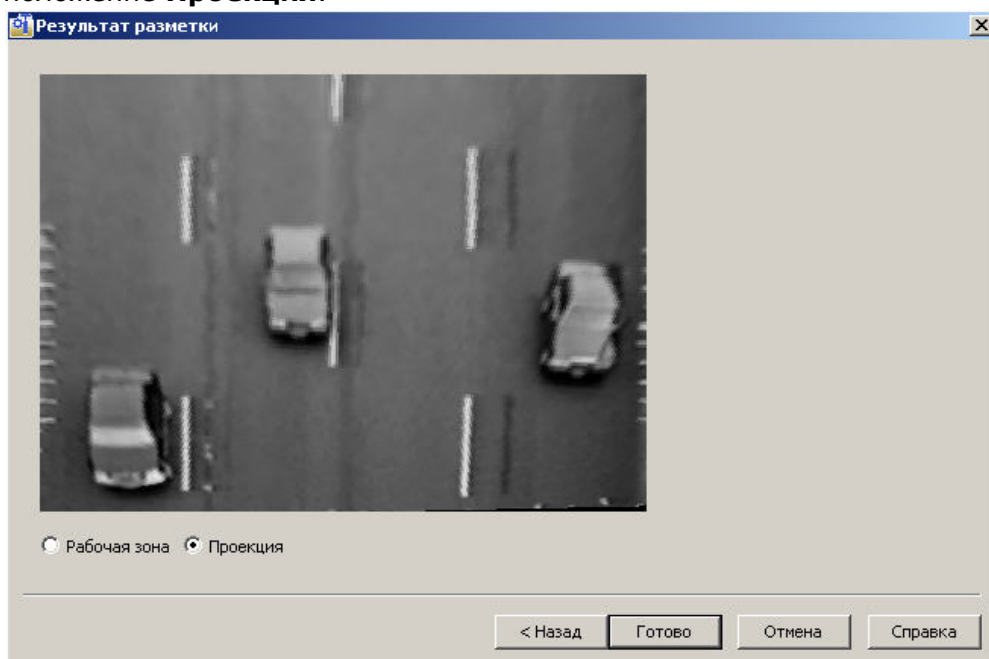 Результат разметки
Рабочая зона Проекция
< Назад Готово Отмена Справка